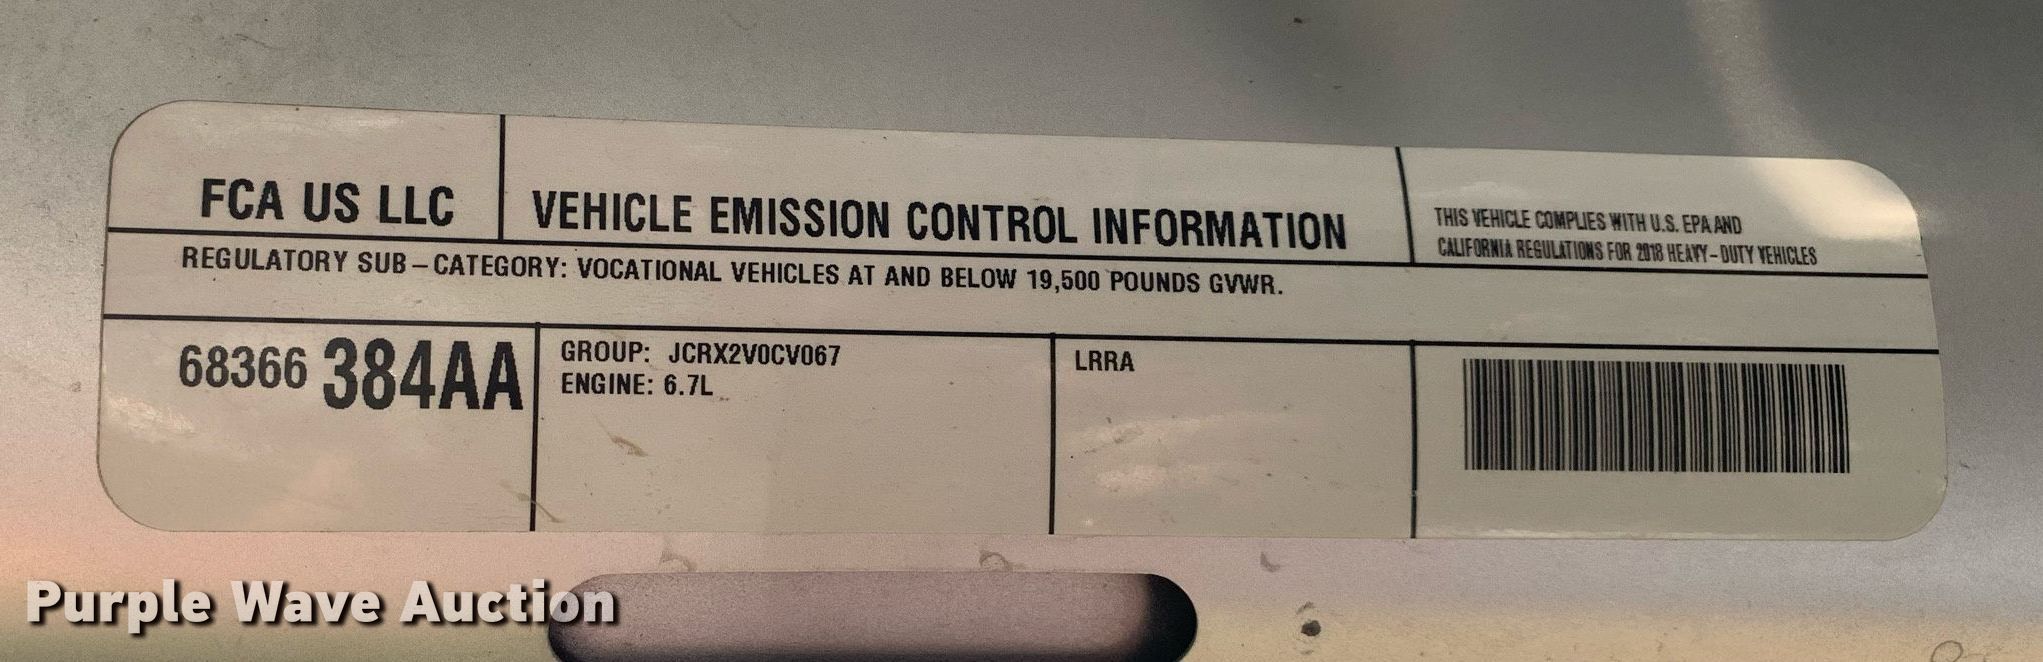 FCA US LLC
VEHICLE EMISSION CONTROL INFORMATION
THIS VEHICLE COMPLIES WITH U.S. EPA AND
CALIFORNIA REGULATIONS FOR 2018 HEAVY-DUTY VEHICLES
REGULATORY SUB-CATEGORY: VOCATIONAL VEHICLES AT AND BELOW 19,500 POUNDS GVWR.
68366 384AA
GROUP: JCRX2V0CV067
ENGINE: 6.7L
LRRA
Purple Wave Auction